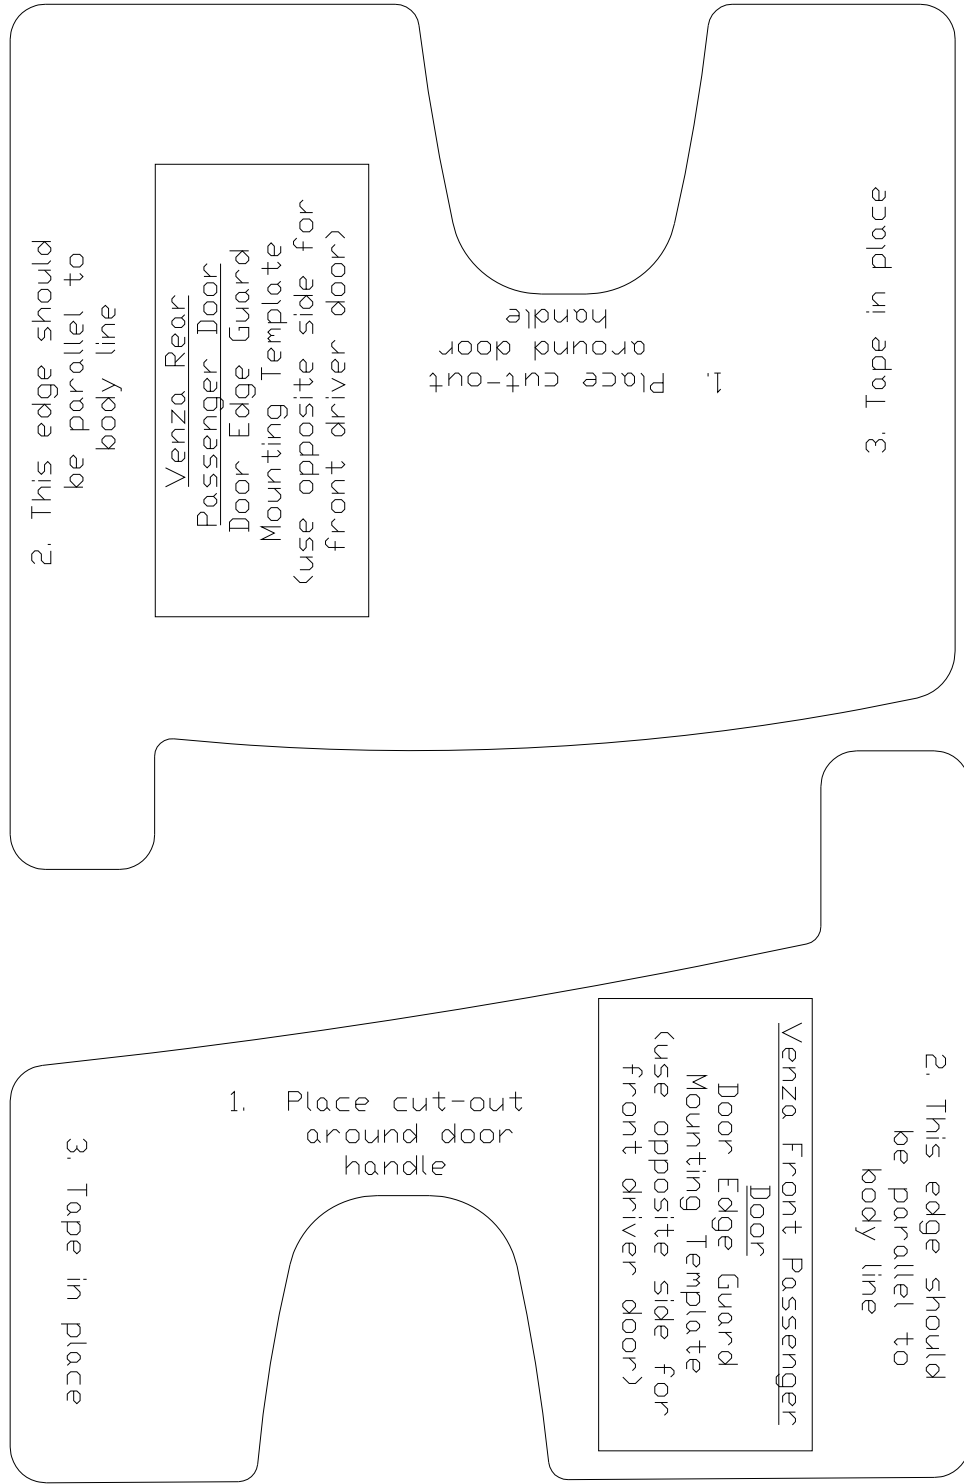 2. This edge should
be parallel to
body line
Venza Rear
Passenger Door
Door Edge Guard
Mounting Template
(use opposite side for
front driver door)
1. Place cut-out
around door
handle
3. Tape in place
2. This edge should
be parallel to
body line
Venza Front Passenger
Door
Door Edge Guard
Mounting Template
(use opposite side for
front driver door)
1. Place cut-out
around door
handle
3. Tape in place